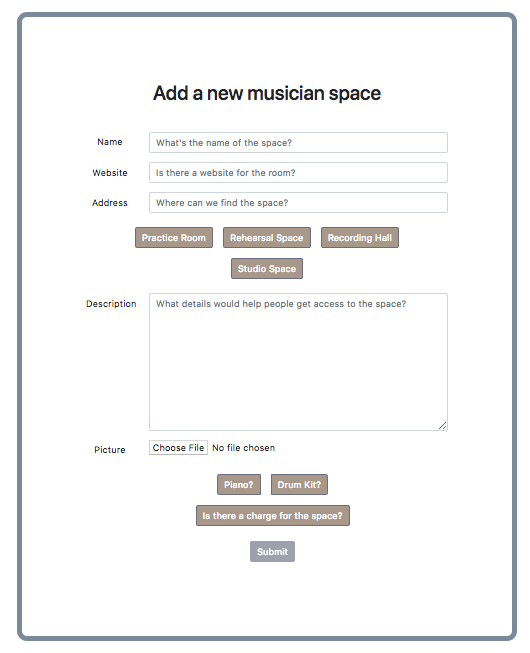 Add a new musician space
Name What's the name of the space?
Website Is there a website for the room?
Address Where can we find the space?
Practice Room Rehearsal Space Recording Hall
Studio Space
Description What details would help people get access to the space?
Picture Choose File No file chosen
Piano? Drum Kit?
Is there a charge for the space?
Submit